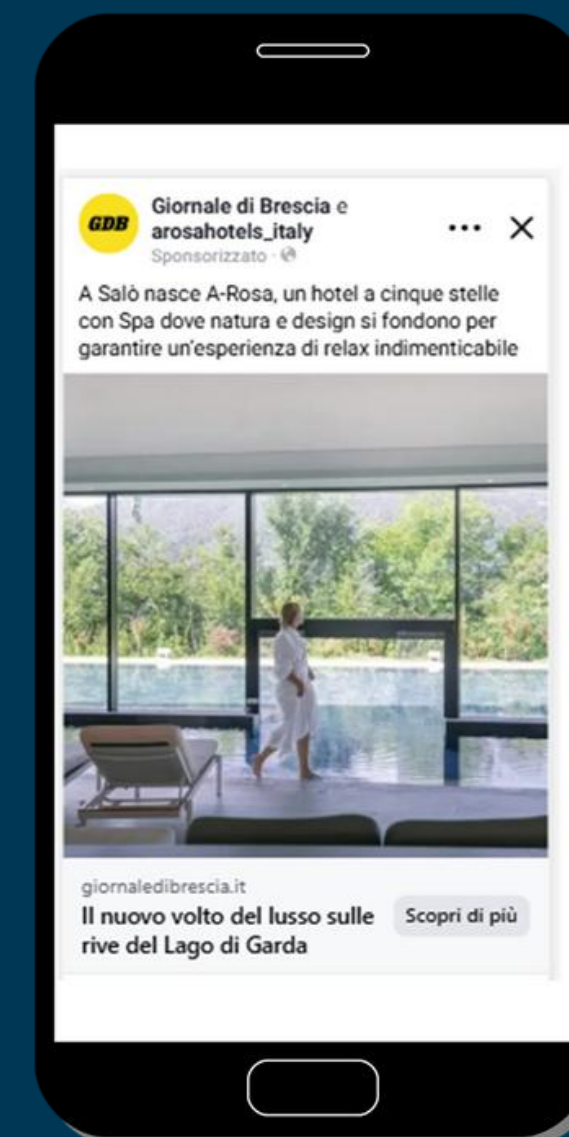 GDB
Giornale di Brescia e
arosahotels_italy
Sponsorizzato ·
A Salò nasce A-Rosa, un hotel a cinque stelle
con Spa dove natura e design si fondono per
garantire un'esperienza di relax indimenticabile
giornaledibrescia.it
Il nuovo volto del lusso sulle
rive del Lago di Garda
Scopri di più